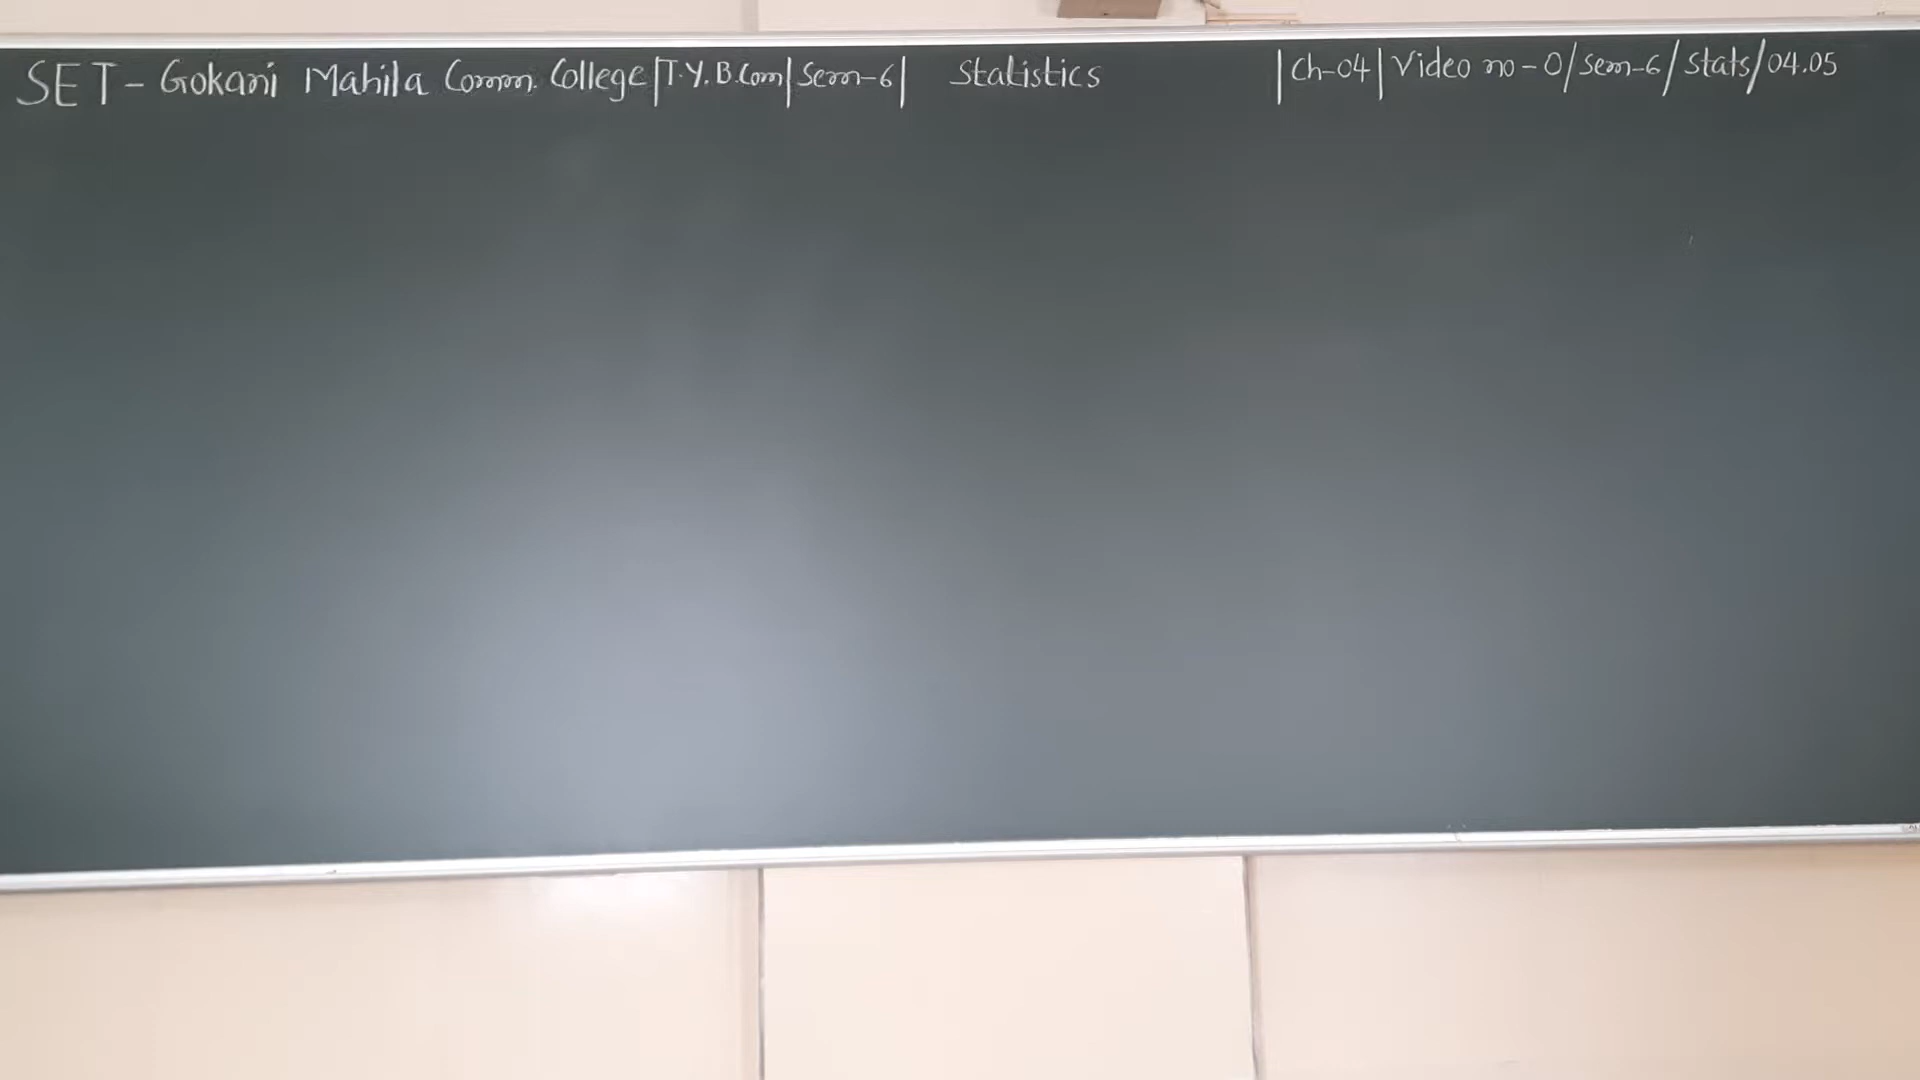 SET - Gokani Mahila Comm. College | T.Y.B.Com | Sem-6 | Statistics | Ch-04 | Video no - 0/sem-6/stats/04.05